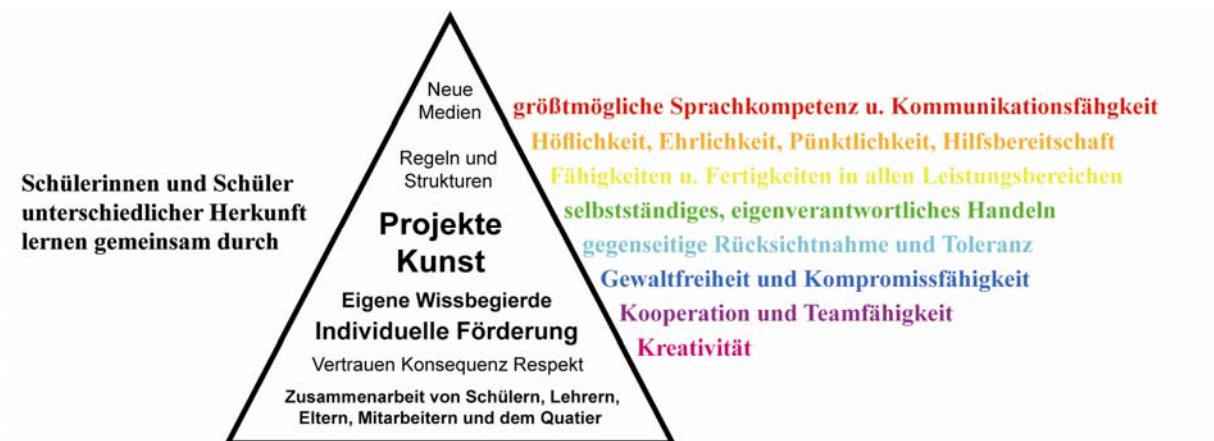 Schülerinnen und Schüler
unterschiedlicher Herkunft
lernen gemeinsam durch
Neue
Medien
Regeln und
Strukturen
Projekte
Kunst
Eigene Wissbegierde
Individuelle Förderung
Vertrauen Konsequenz Respekt
Zusammenarbeit von Schülern, Lehrern,
Eltern, Mitarbeitern und dem Quatier
größtmögliche Sprachkompetenz u. Kommunikationsfähgkeit
Höflichkeit, Ehrlichkeit, Pünktlichkeit, Hilfsbereitschaft
Fähigkeiten u. Fertigkeiten in allen Leistungsbereichen
selbstständiges, eigenverantwortliches Handeln
gegenseitige Rücksichtnahme und Toleranz
Gewaltfreiheit und Kompromissfähigkeit
Kooperation und Teamfähigkeit
Kreativität